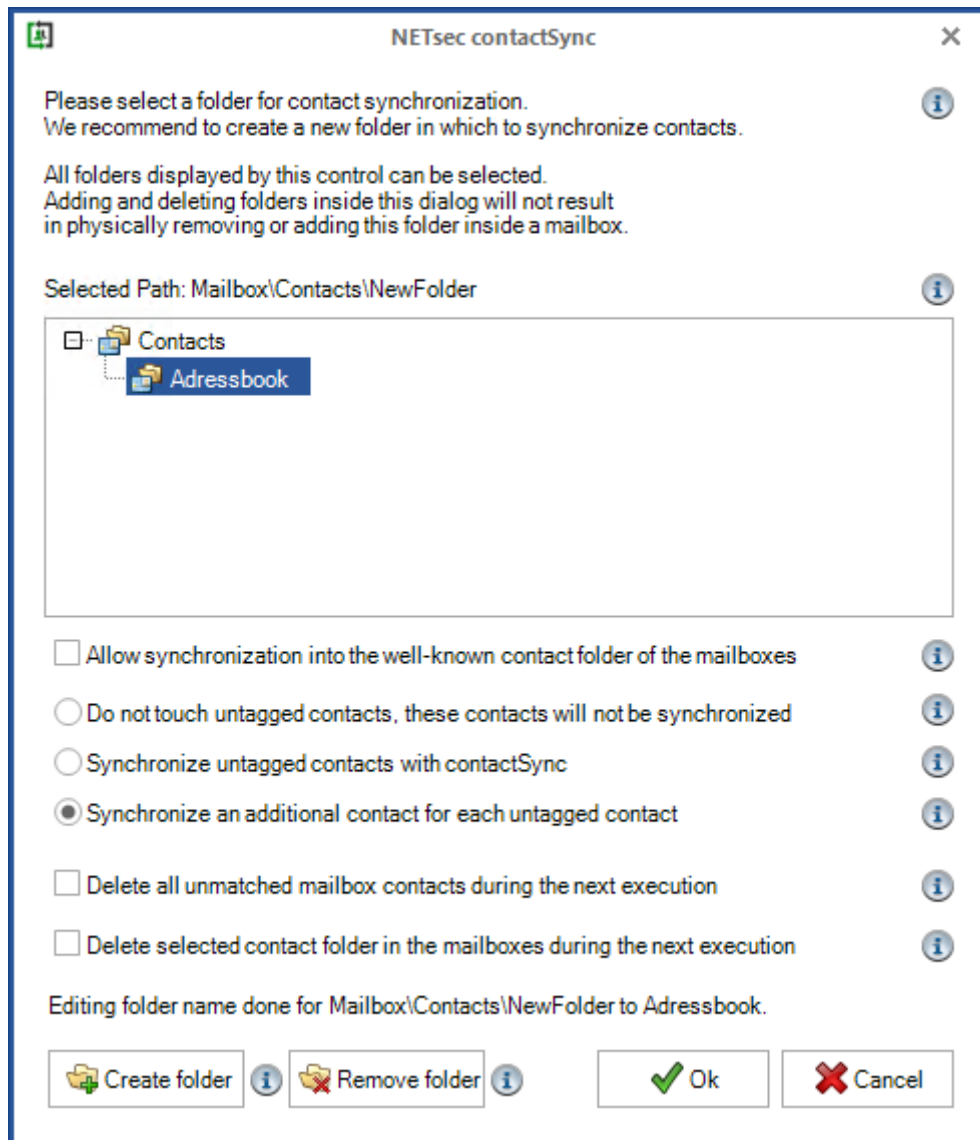 NETsec contactSync
Please select a folder for contact synchronization.
We recommend to create a new folder in which to synchronize contacts.
All folders displayed by this control can be selected.
Adding and deleting folders inside this dialog will not result
in physically removing or adding this folder inside a mailbox.
Selected Path: Mailbox\Contacts\NewFolder
Contacts
Adressbook
Allow synchronization into the well-known contact folder of the mailboxes
Do not touch untagged contacts, these contacts will not be synchronized
Synchronize untagged contacts with contactSync
Synchronize an additional contact for each untagged contact
Delete all unmatched mailbox contacts during the next execution
Delete selected contact folder in the mailboxes during the next execution
Editing folder name done for Mailbox\Contacts\NewFolder to Adressbook.
Create folder Remove folder Ok Cancel